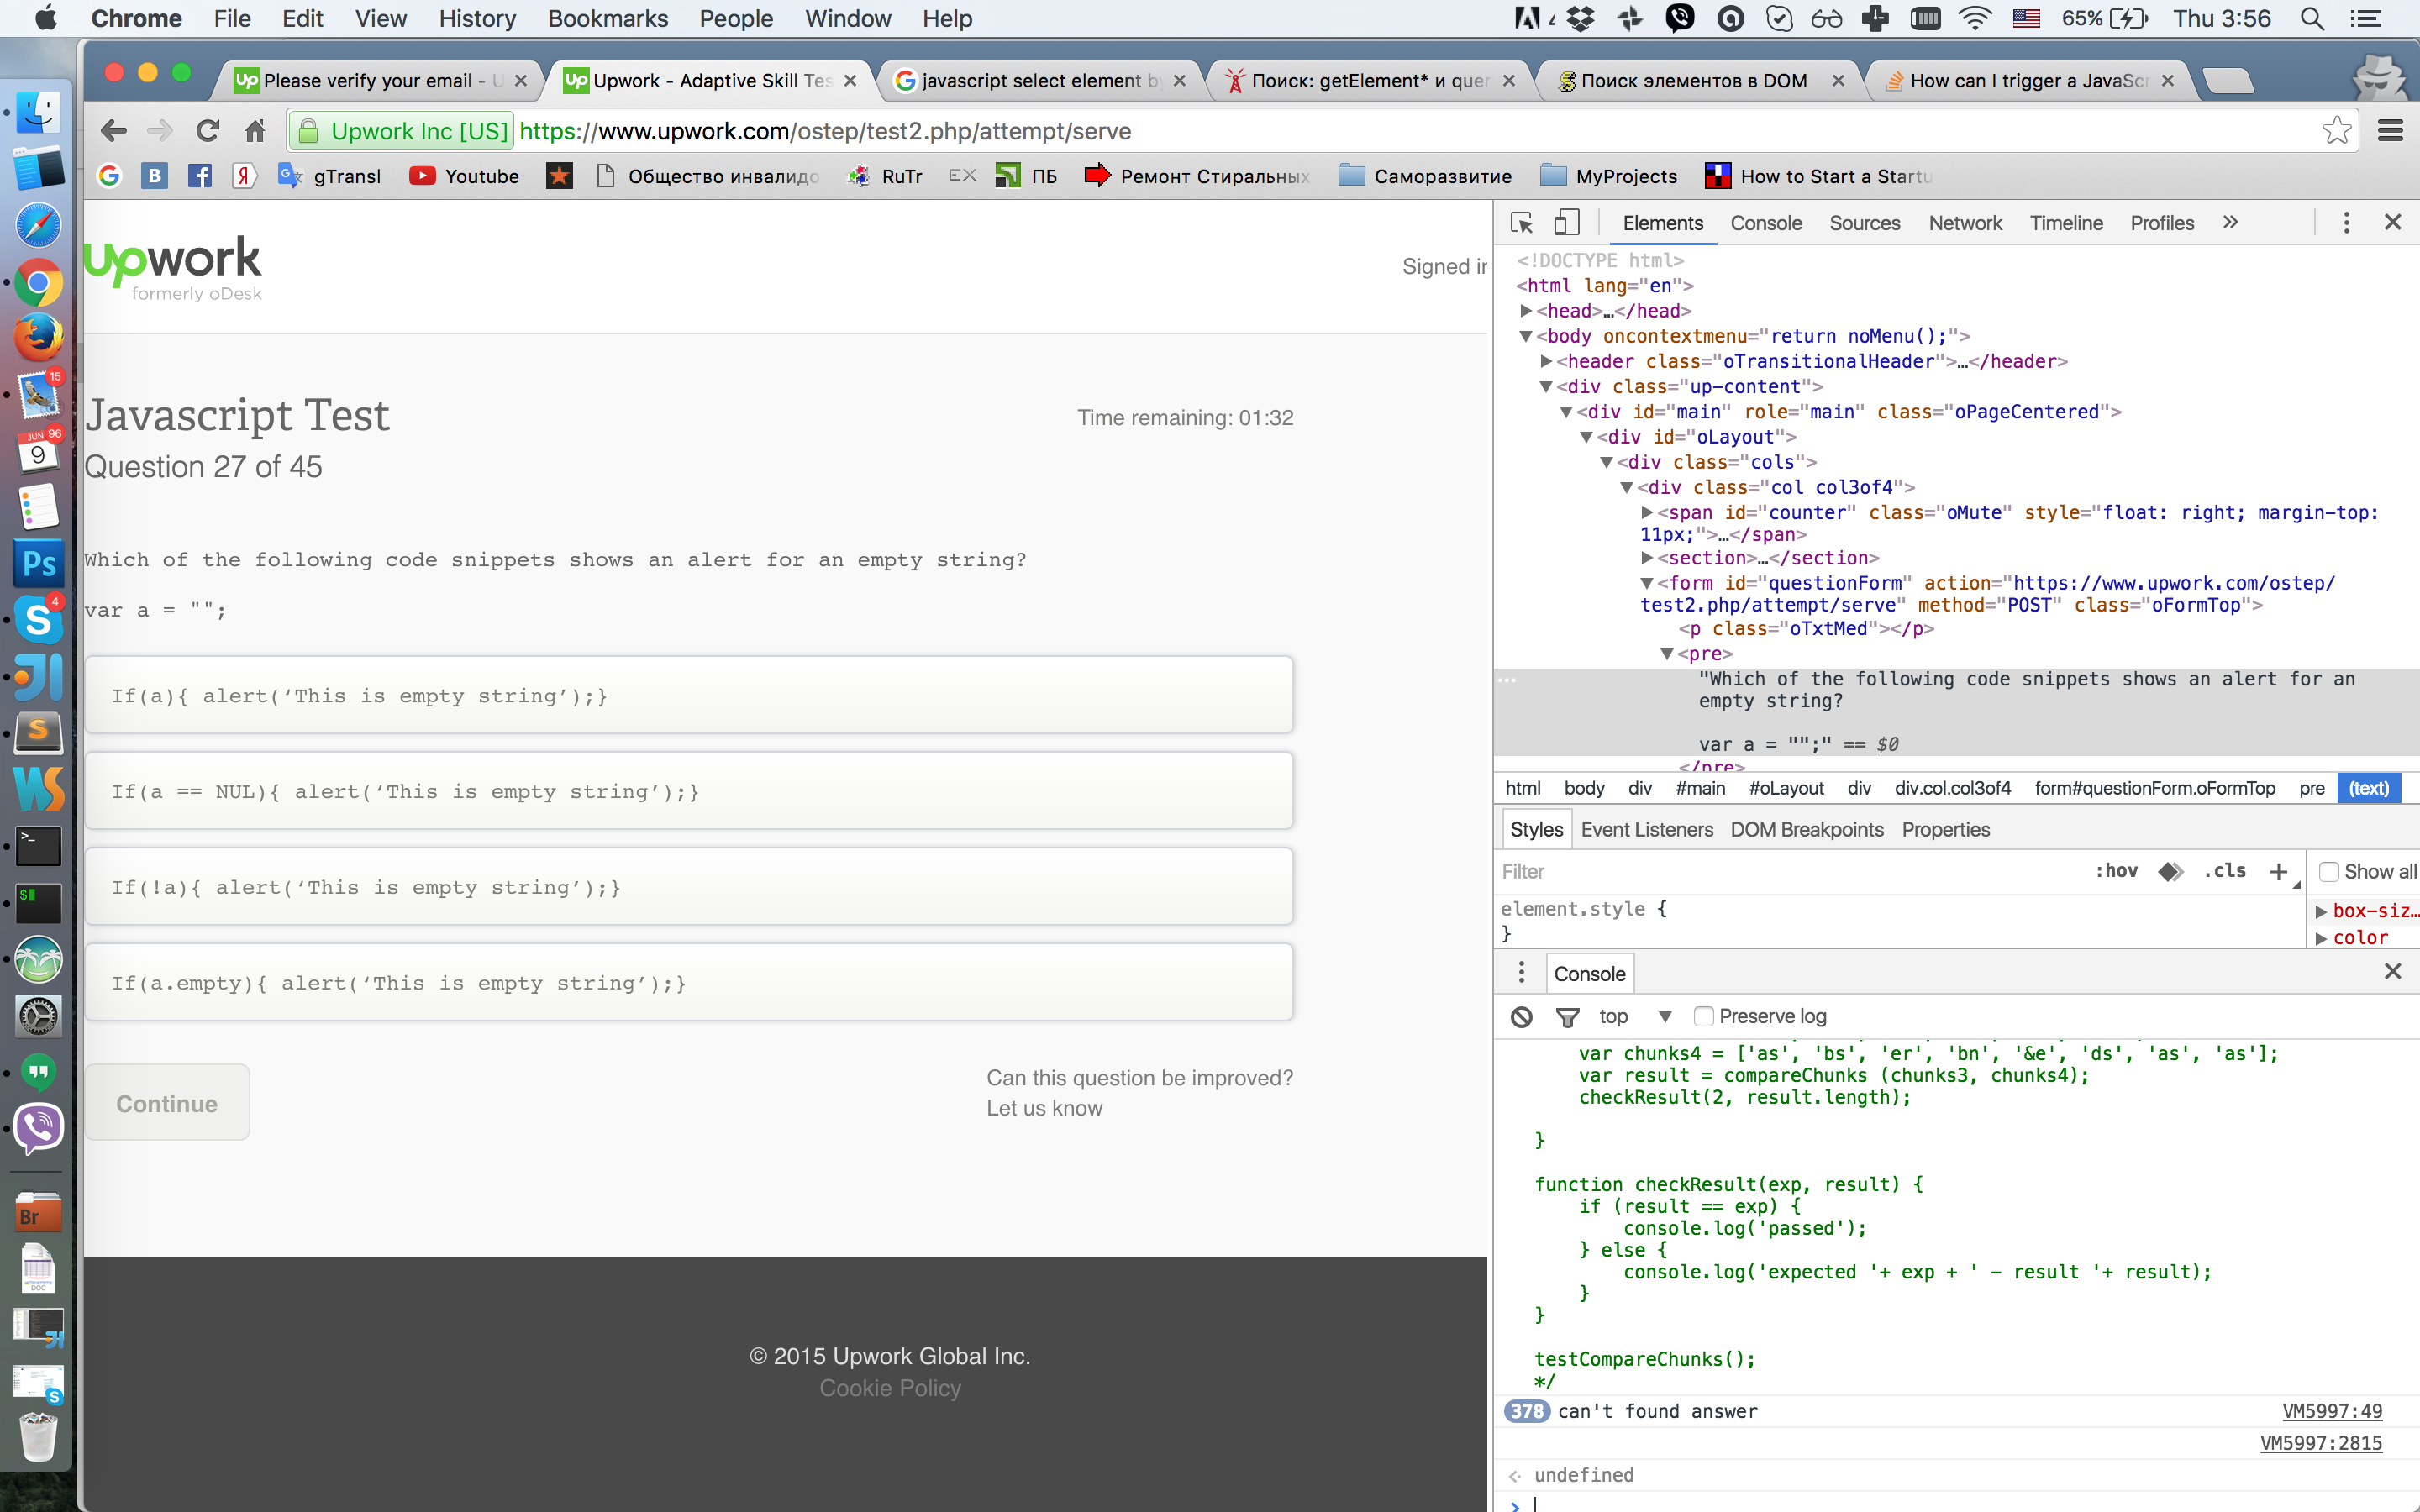 Chrome File Edit View History Bookmarks People Window Help
65% Thu 3:56
Please verify your email - U
Upwork - Adaptive Skill Tes
javascript select element by
Поиск: getElement* и quer
Поиск элементов в DOM
How can I trigger a JavaScr
Upwork Inc [US] https://www.upwork.com/ostep/test2.php/attempt/serve
gTransl Youtube Общество инвалидо RuTr EX ПБ Ремонт Стиральных Саморазвитие MyProjects How to Start a Startu
upwork
formerly oDesk
Signed in
Javascript Test
Time remaining: 01:32
Question 27 of 45
Which of the following code snippets shows an alert for an empty string?
var a = "";
If(a){ alert(‘This is empty string’);}
If(a == NUL){ alert(‘This is empty string’);}
If(!a){ alert(‘This is empty string’);}
If(a.empty){ alert(‘This is empty string’);}
Continue
Can this question be improved?
Let us know
© 2015 Upwork Global Inc.
Cookie Policy
Elements Console Sources Network Timeline Profiles »
<!DOCTYPE html>
<html lang="en">
<head>…</head>
<body oncontextmenu="return noMenu();">
<header class="oTransitionalHeader">…</header>
<div class="up-content">
<div id="main" role="main" class="oPageCentered">
<div id="oLayout">
<div class="cols">
<div class="col col3of4">
<span id="counter" class="oMute" style="float: right; margin-top:
11px;">…</span>
<section>…</section>
<form id="questionForm" action="https://www.upwork.com/ostep/
test2.php/attempt/serve" method="POST" class="oFormTop">
<p class="oTxtMed"></p>
<pre>
"Which of the following code snippets shows an alert for an
empty string?
var a = "";" == $0
</pre>
html body div #main #oLayout div div.col.col3of4 form#questionForm.oFormTop pre (text)
Styles Event Listeners DOM Breakpoints Properties
Filter :hov .cls + Show all
element.style {
}
box-siz…
color
Console
top Preserve log
var chunks4 = ['as', 'bs', 'er', 'bn', '&e', 'ds', 'as', 'as'];
var result = compareChunks (chunks3, chunks4);
checkResult(2, result.length);
}
function checkResult(exp, result) {
if (result == exp) {
console.log('passed');
} else {
console.log('expected '+ exp + ' - result '+ result);
}
}
testCompareChunks();
*/
378 can't found answer VM5997:49
VM5997:2815
undefined
15
JUN 96
9
Ps
4
S
WS
Br
DOC